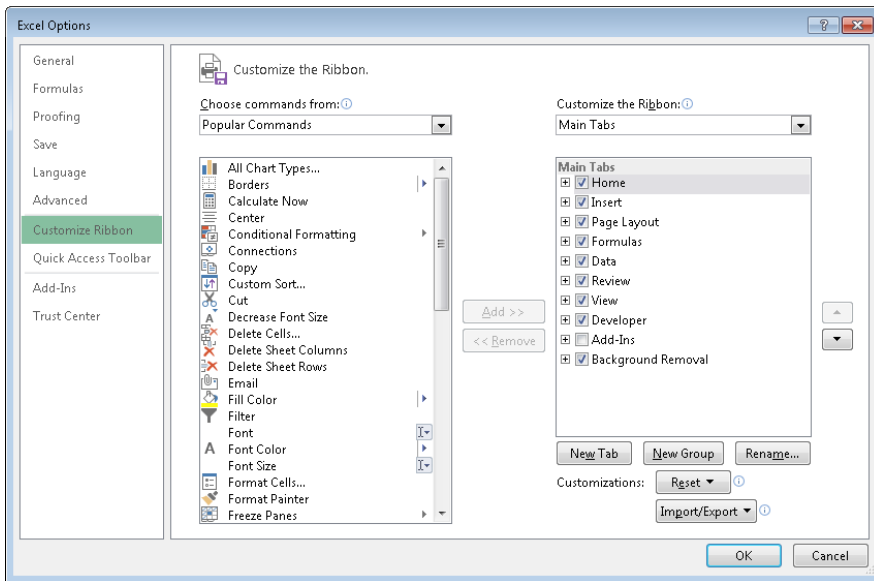 Excel Options
General
Formulas
Proofing
Save
Language
Advanced
Customize Ribbon
Quick Access Toolbar
Add-Ins
Trust Center
Customize the Ribbon.
Choose commands from:
Popular Commands
All Chart Types...
Borders
Calculate Now
Center
Conditional Formatting
Connections
Copy
Custom Sort...
Cut
Decrease Font Size
Delete Cells...
Delete Sheet Columns
Delete Sheet Rows
Email
Fill Color
Filter
Font
Font Color
Font Size
Format Cells...
Format Painter
Freeze Panes
Add >>
<< Remove
Customize the Ribbon:
Main Tabs
Main Tabs
Home
Insert
Page Layout
Formulas
Data
Review
View
Developer
Add-Ins
Background Removal
New Tab
New Group
Rename...
Customizations:
Reset
Import/Export
OK
Cancel